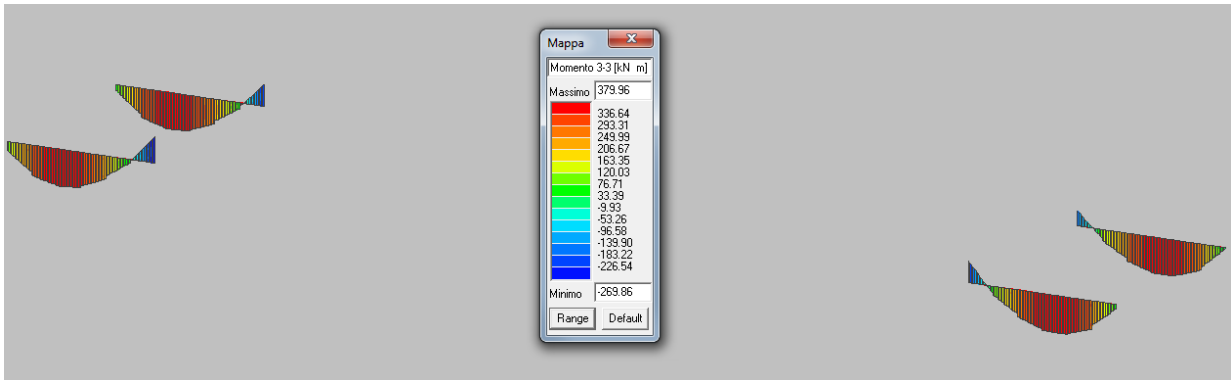 Mappa
Momento 3-3 [kN m]
Massimo 379.96
336.64
293.31
249.99
206.67
163.35
120.03
76.71
33.39
-9.93
-53.26
-96.58
-139.90
-183.22
-226.54
Minimo -269.86
Range Default